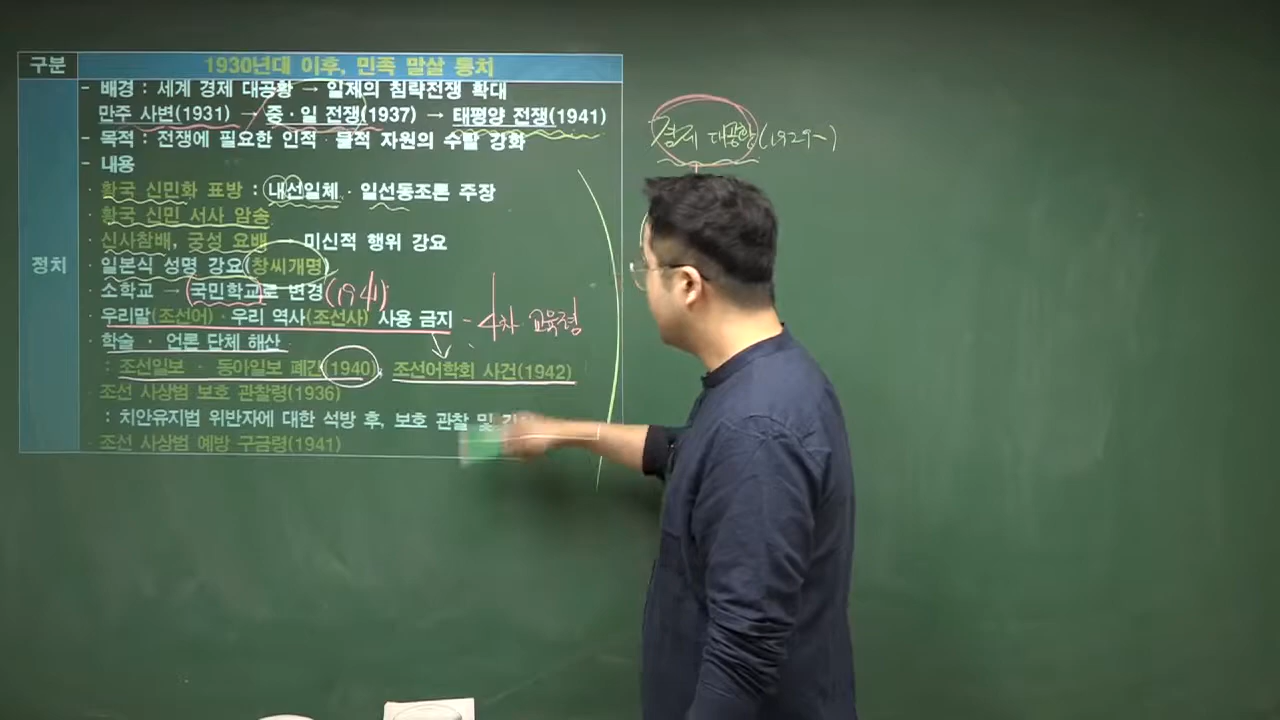 구분
1930년대 이후, 민족 말살 통치
정치
- 배경 : 세계 경제 대공황 → 일제의 침략전쟁 확대
만주 사변(1931) → 중·일 전쟁(1937) → 태평양 전쟁(1941)
- 목적 : 전쟁에 필요한 인적·물적 자원의 수탈 강화
- 내용
· 황국 신민화 표방 : 내선일체 · 일선동조론 주장
· 황국 신민 서사 암송
· 신사참배, 궁성 요배 미신적 행위 강요
· 일본식 성명 강요(창씨개명)
· 소학교 → 국민학교로 변경 (1941)
· 우리말(조선어) · 우리 역사(조선사) 사용 금지 - 4차 교육령
· 학술 · 언론 단체 해산
: 조선일보 · 동아일보 폐간(1940), 조선어학회 사건(1942)
· 조선 사상범 보호 관찰령(1936)
: 치안유지법 위반자에 대한 석방 후, 보호 관찰 및
· 조선 사상범 예방 구금령(1941)
경제 대공황 (1929~)